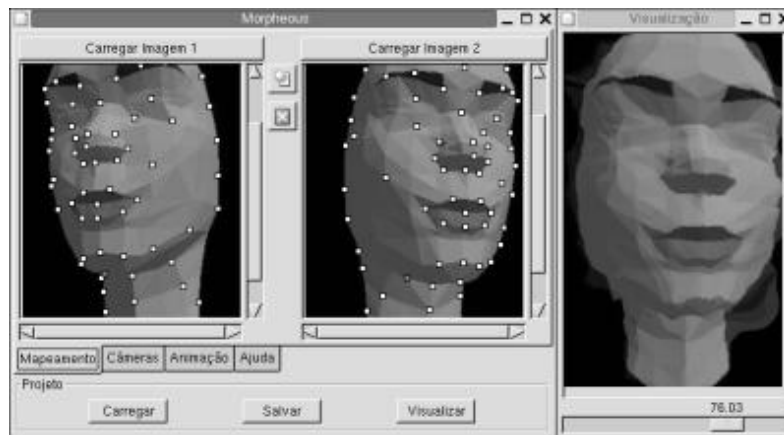 Morpheous
Carregar Imagem 1
Carregar Imagem 2
Mapeamento
Câmeras
Animação
Ajuda
Projeto
Carregar
Salvar
Visualizar
Visualização
76.03